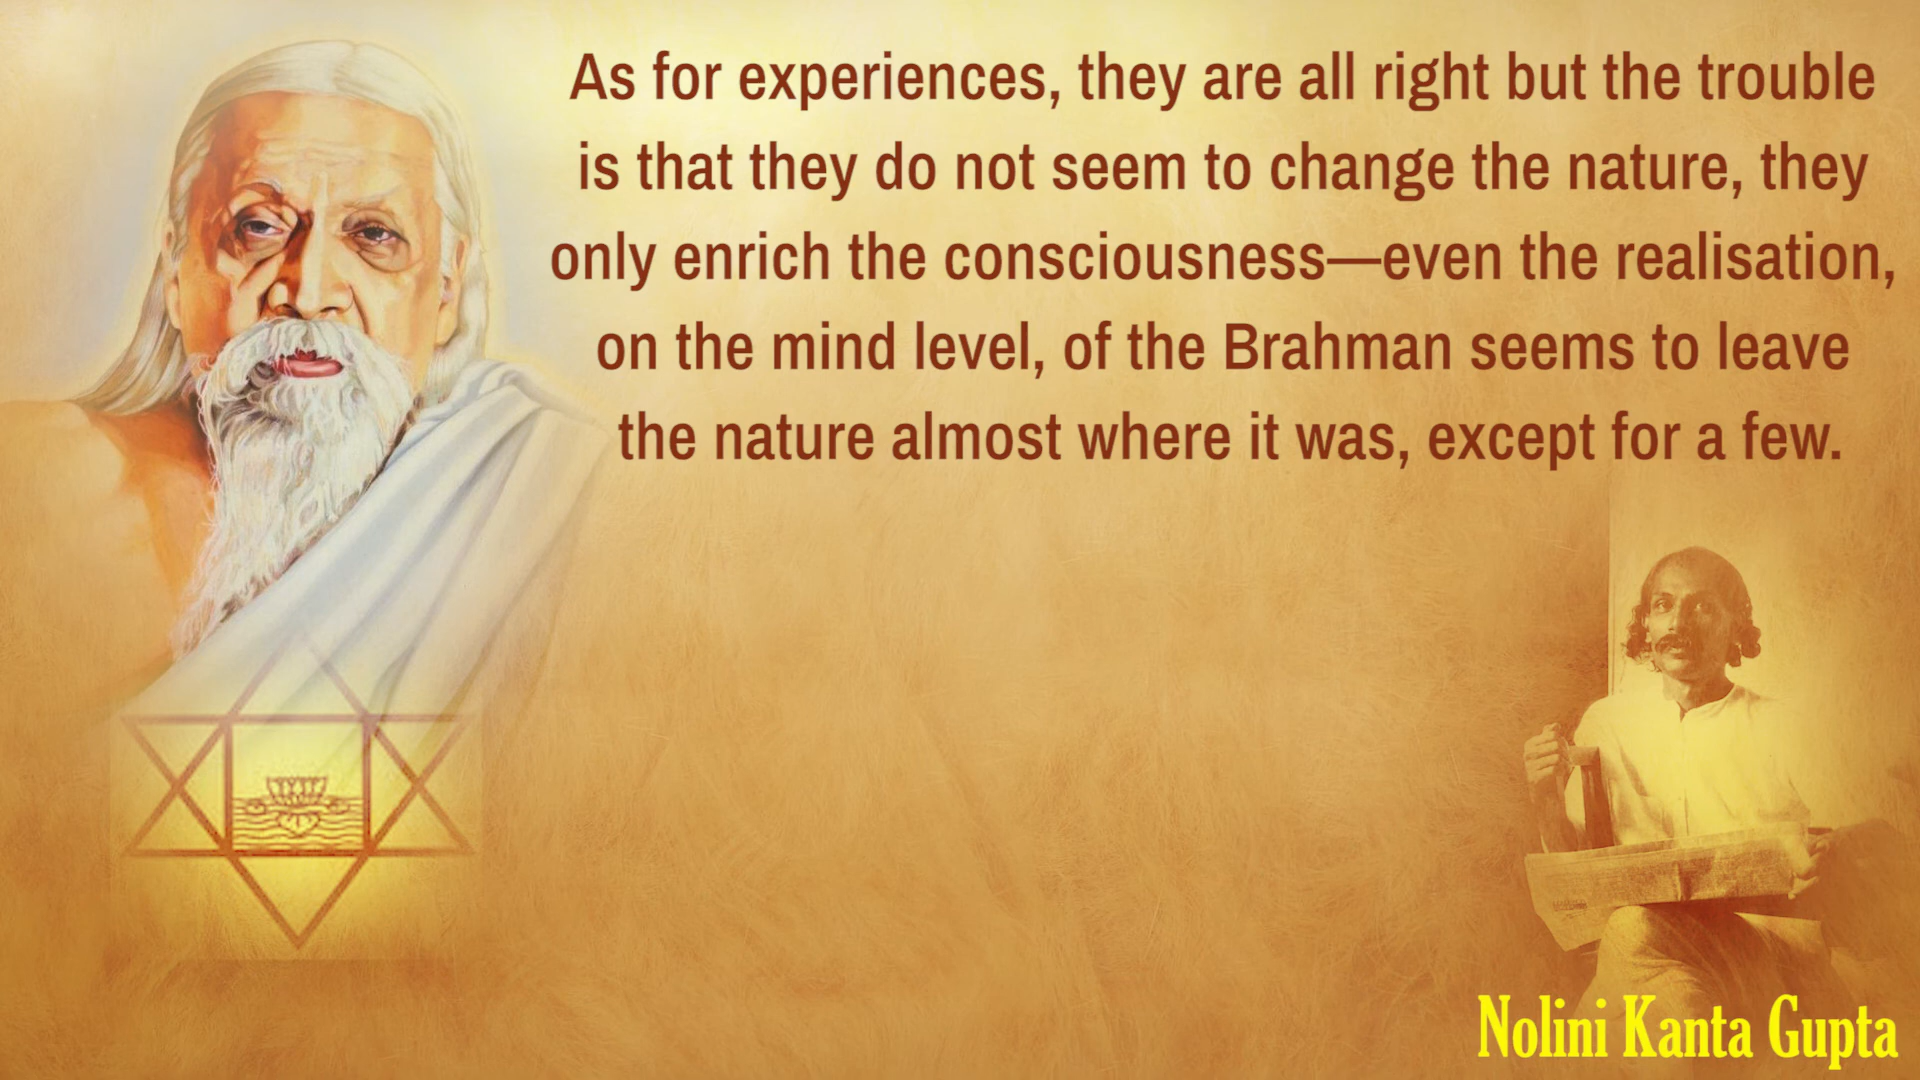 As for experiences, they are all right but the trouble
is that they do not seem to change the nature, they
only enrich the consciousness—even the realisation,
on the mind level, of the Brahman seems to leave
the nature almost where it was, except for a few.
Nolini Kanta Gupta